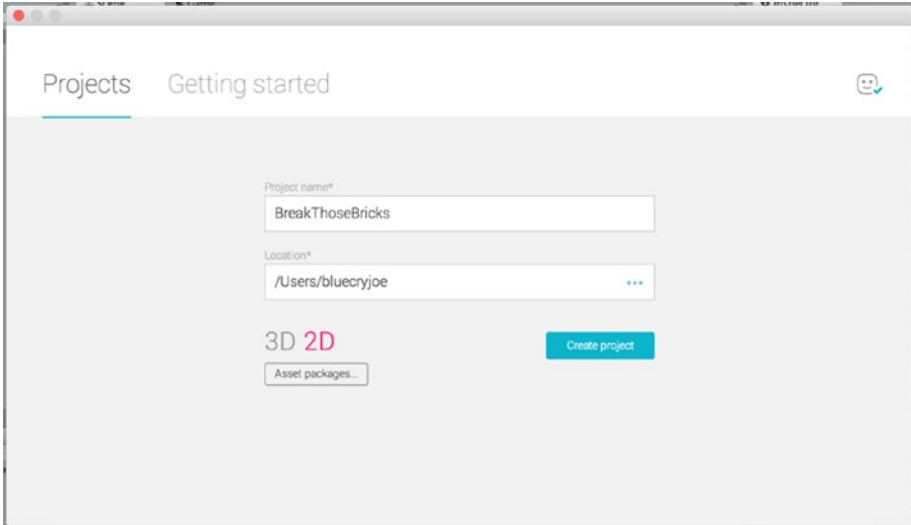 Projects Getting started
Project name*
BreakThoseBricks
Location*
/Users/bluecryjoe
3D 2D
Create project
Asset packages...